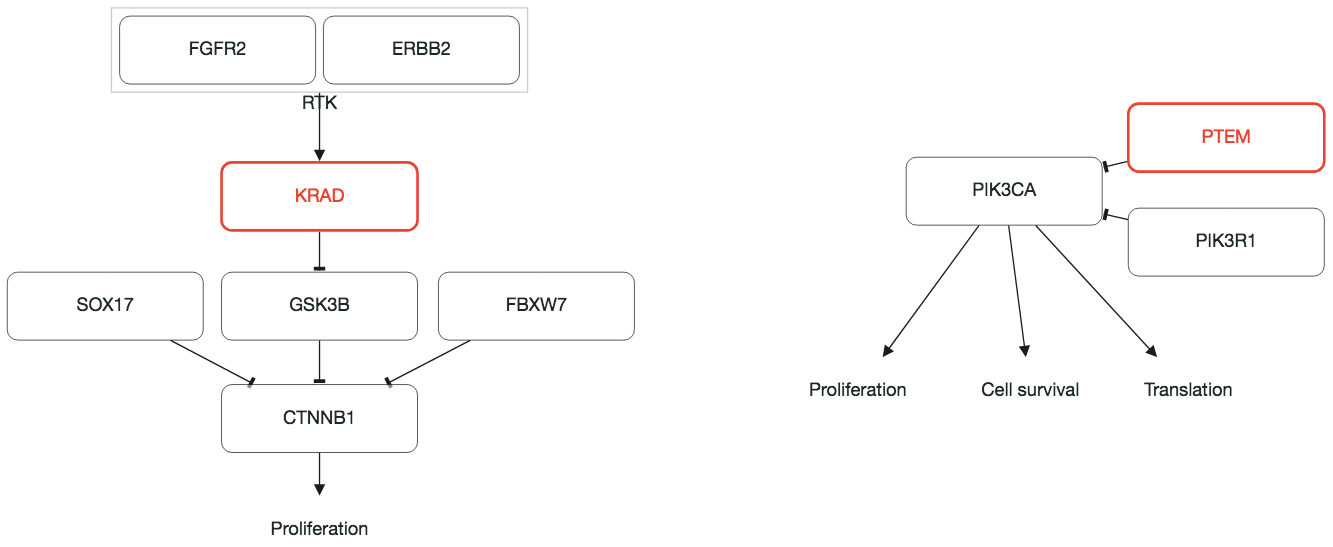 FGFR2
ERBB2
RTK
KRAD
SOX17
GSK3B
FBXW7
CTNNB1
Proliferation
PTEM
PIK3CA
PIK3R1
Proliferation
Cell survival
Translation